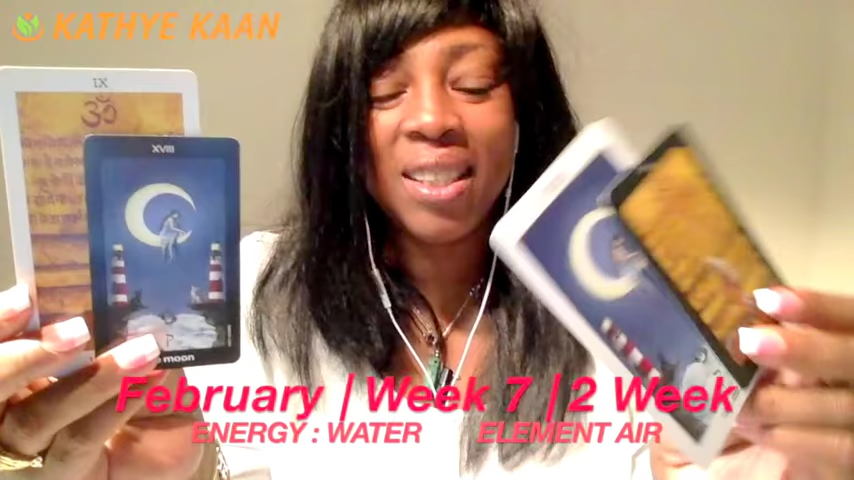 KATHYE KAAN
IX
ॐ
XVIII
e moon
February | Week 7 | 2 Week
ENERGY : WATER ELEMENT AIR